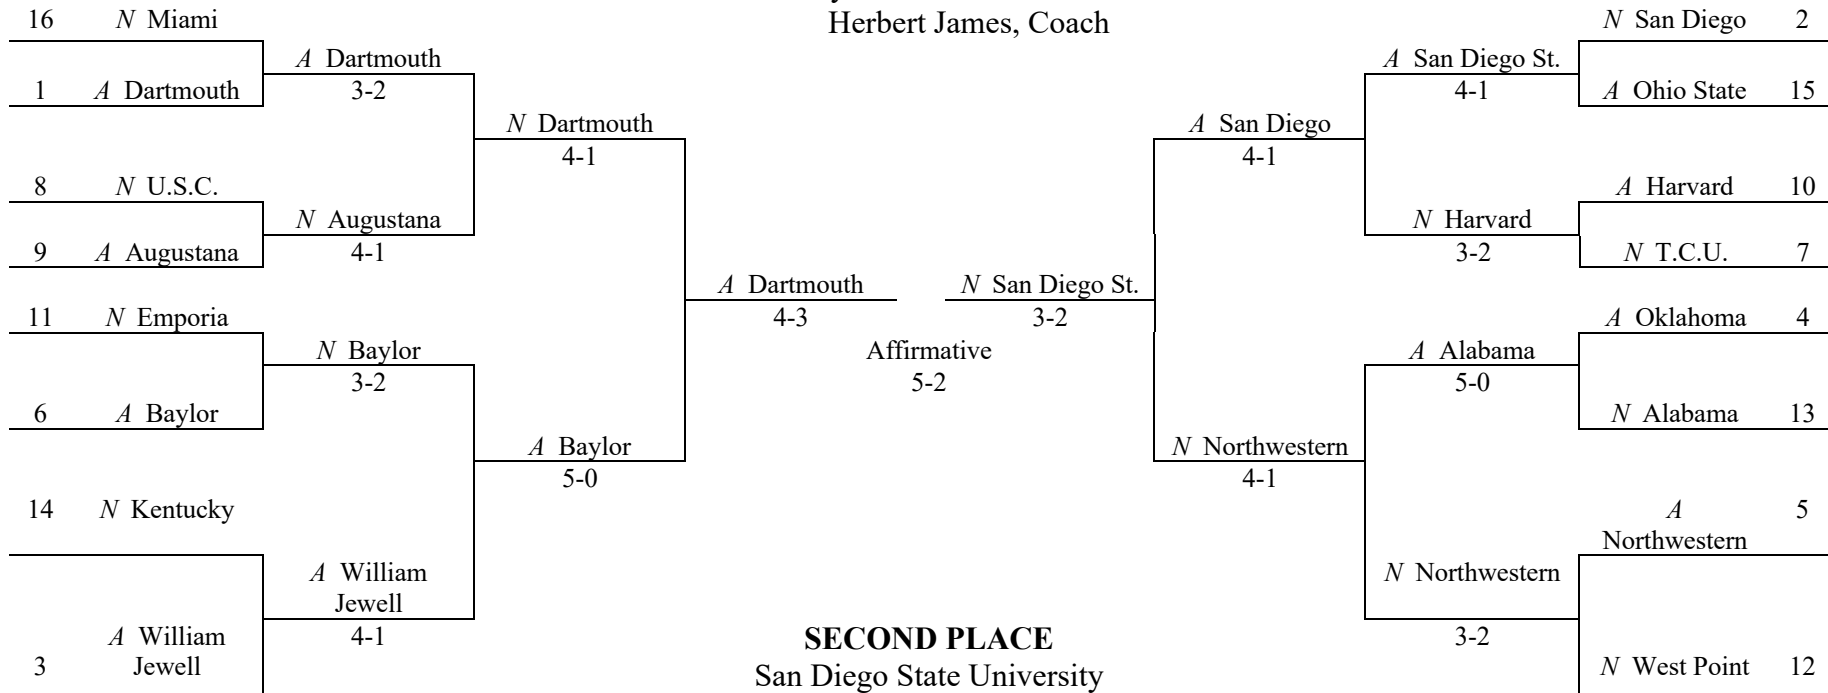 16 N Miami
Herbert James, Coach
N San Diego 2
A Dartmouth
3-2
A San Diego St.
4-1
1 A Dartmouth
A Ohio State 15
N Dartmouth
4-1
A San Diego
4-1
8 N U.S.C.
A Harvard 10
N Augustana
4-1
N Harvard
3-2
9 A Augustana
N T.C.U. 7
A Dartmouth
4-3
N San Diego St.
3-2
11 N Emporia
A Oklahoma 4
N Baylor
3-2
Affirmative
5-2
A Alabama
5-0
6 A Baylor
N Alabama 13
A Baylor
5-0
N Northwestern
4-1
14 N Kentucky
A 5
Northwestern
A William
Jewell
4-1
N Northwestern
3-2
3 A William
Jewell
SECOND PLACE
San Diego State University
N West Point 12